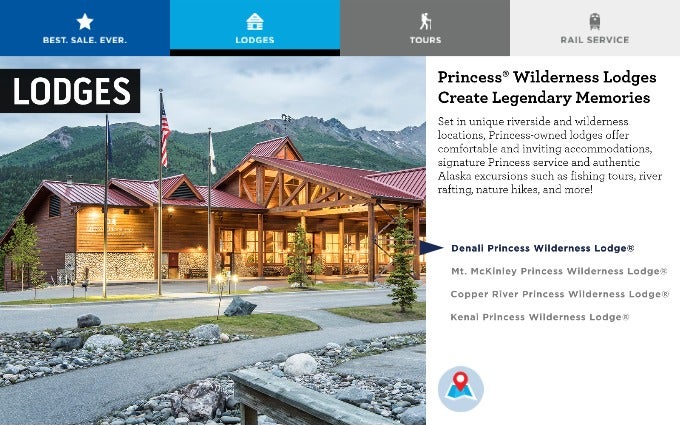 BEST. SALE. EVER.
LODGES
TOURS
RAIL SERVICE
LODGES
Princess® Wilderness Lodges
Create Legendary Memories
Set in unique riverside and wilderness
locations, Princess-owned lodges offer
comfortable and inviting accommodations,
signature Princess service and authentic
Alaska excursions such as fishing tours, river
rafting, nature hikes, and more!
Denali Princess Wilderness Lodge®
Mt. McKinley Princess Wilderness Lodge®
Copper River Princess Wilderness Lodge®
Kenai Princess Wilderness Lodge®